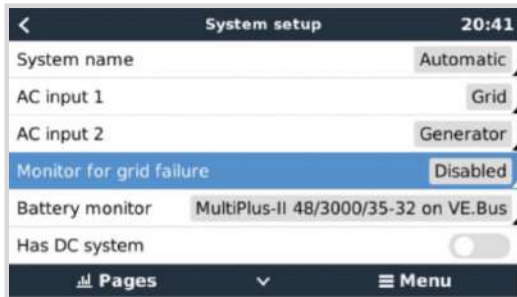 System setup 20:41
System name Automatic
AC input 1 Grid
AC input 2 Generator
Monitor for grid failure Disabled
Battery monitor MultiPlus-II 48/3000/35-32 on VE.Bus
Has DC system
Pages Menu